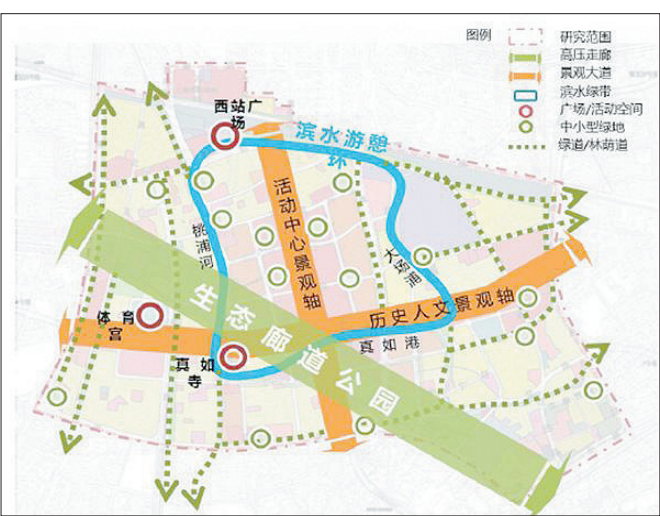 图例
研究范围
高压走廊
景观大道
滨水绿带
广场/活动空间
中小型绿地
绿道/林荫道
西站广
场
滨水游憩
环
活动中心景观轴
桃浦河
大场浦
生态廊道公园
历史人文景观轴
体育
宫
真如港
真如
寺